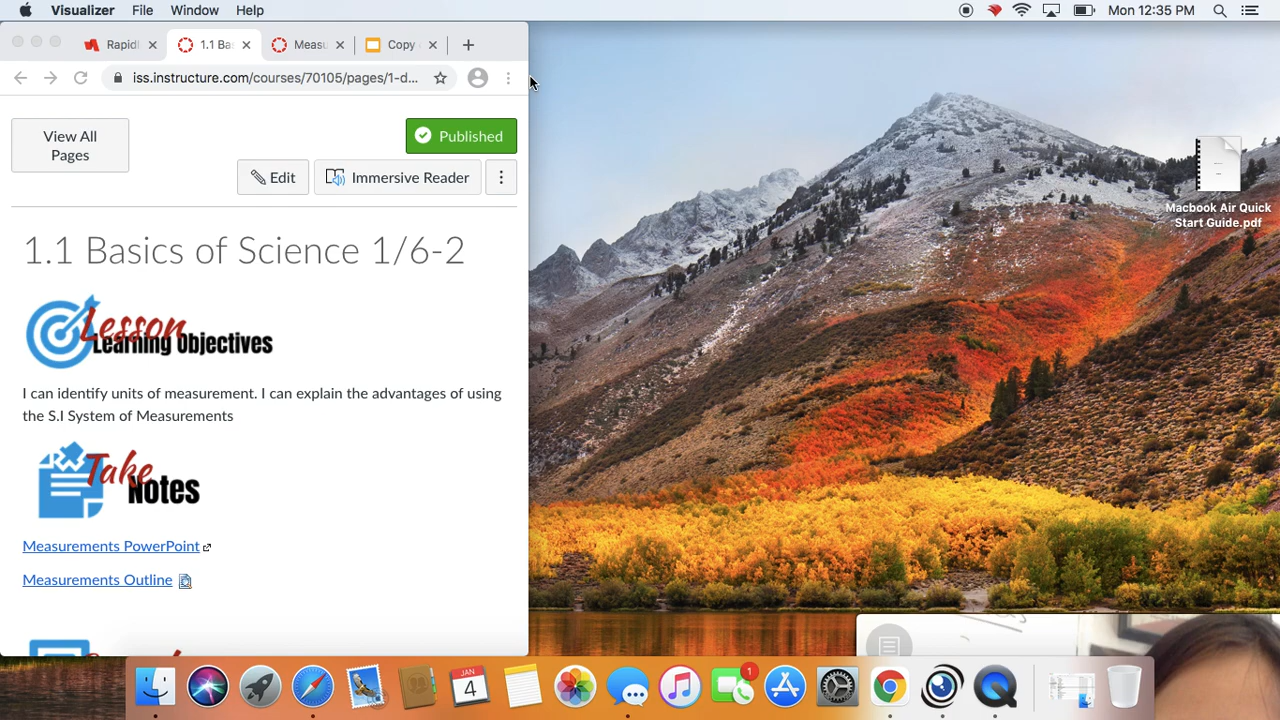 Visualizer File Window Help Mon 12:35 PM
Rapidl 1.1 Ba Measu Copy
iss.instructure.com/courses/70105/pages/1-d...
View All
Pages
Published
Edit Immersive Reader
1.1 Basics of Science 1/6-2
Lesson
Learning Objectives
I can identify units of measurement. I can explain the advantages of using
the S.I System of Measurements
Take
Notes
Measurements PowerPoint
Measurements Outline
Macbook Air Quick
Start Guide.pdf
JAN
4
1